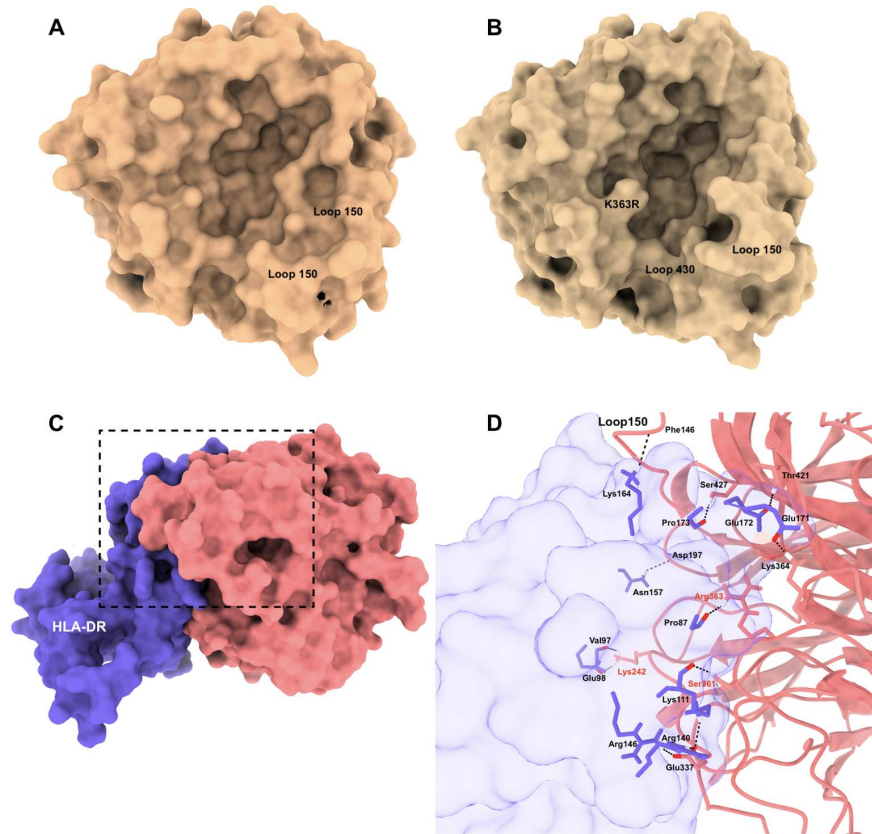 A
Loop 150
Loop 150
B
K363R
Loop 150
Loop 430
C
HLA-DR
D
Loop150
Phe146
Lys164
Ser427
Thr421
Pro173
Glu172
Glu171
Asp197
Lys364
Asn157
Arg363
Pro87
Val97
Glu98
Lys242
Ser361
Lys111
Arg146
Arg140
Glu337